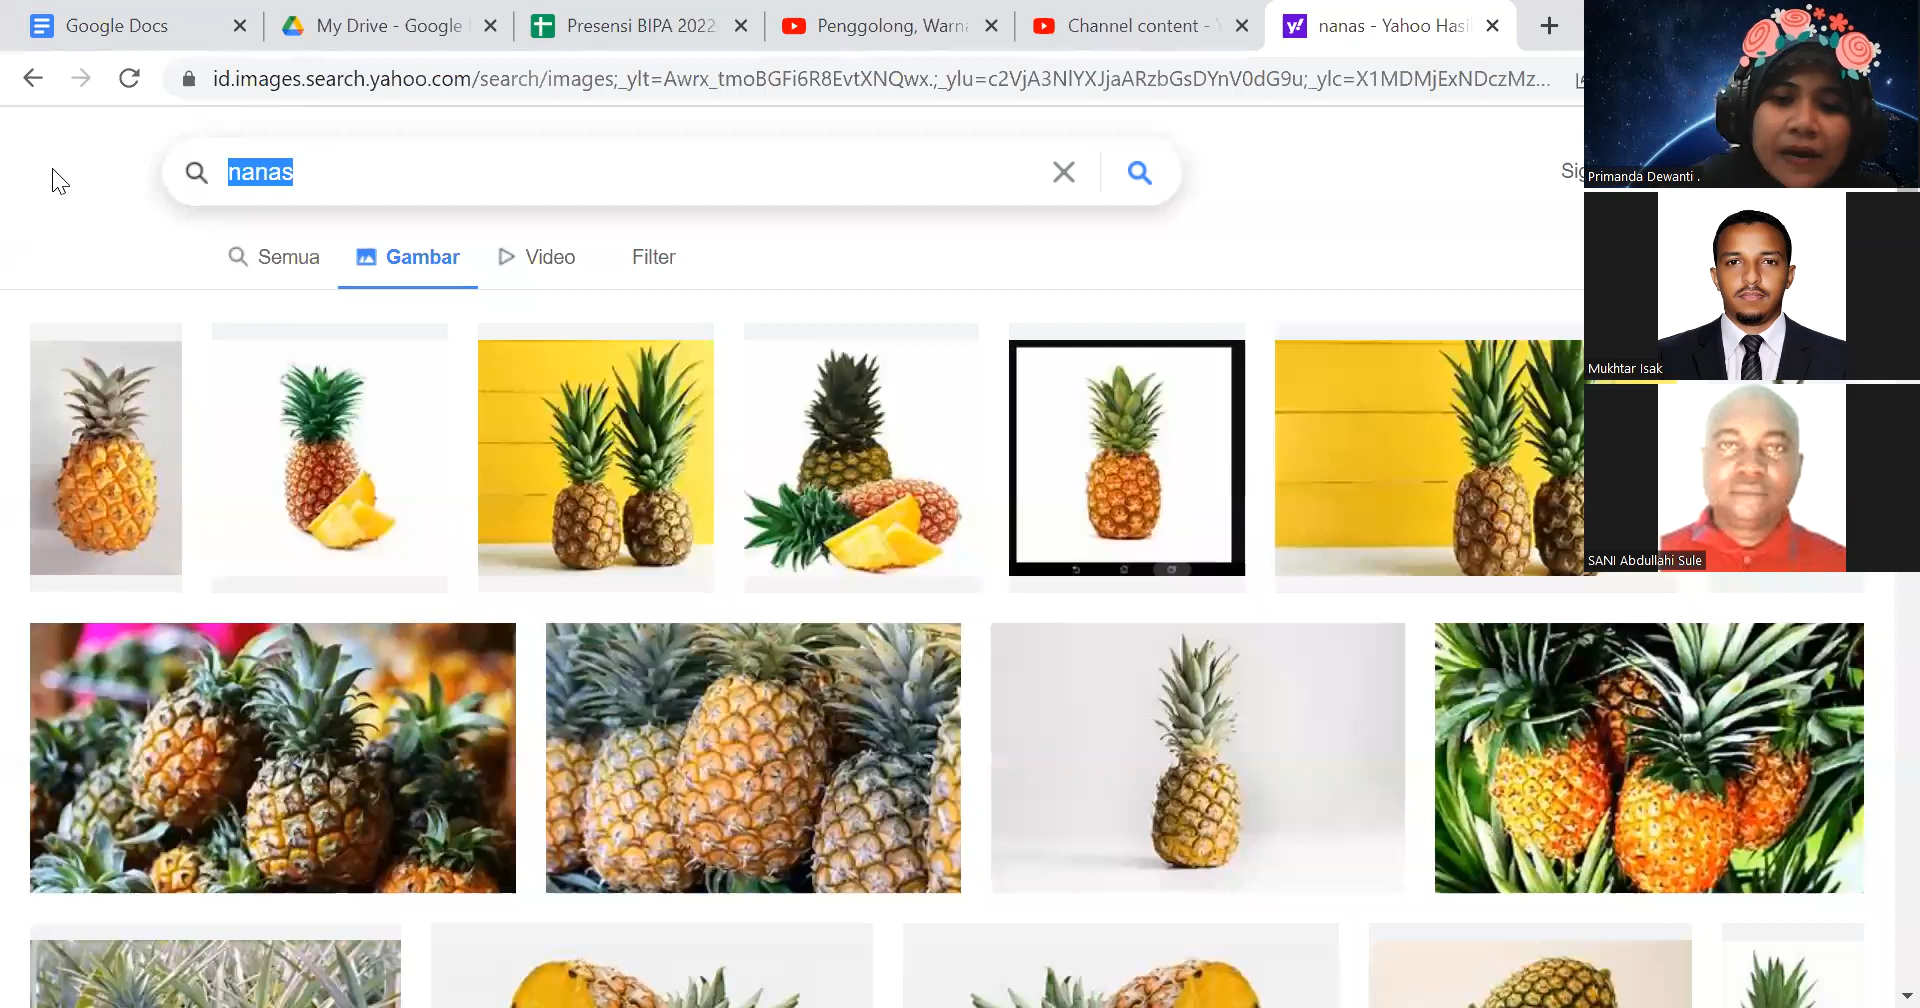 Google Docs
My Drive - Google
Presensi BIPA 2022
Penggolong, Warna
Channel content -
nanas - Yahoo Hasil
id.images.search.yahoo.com/search/images;_ylt=Awrx_tmoBGFi6R8EvtXNQwx.;_ylu=c2VjA3NlYXJjaARzbGsDYnV0dG9u;_ylc=X1MDMjExNDczMz...
nanas
Semua
Gambar
Video
Filter
Primanda Dewanti .
Mukhtar Isak
SANI Abdullahi Sule